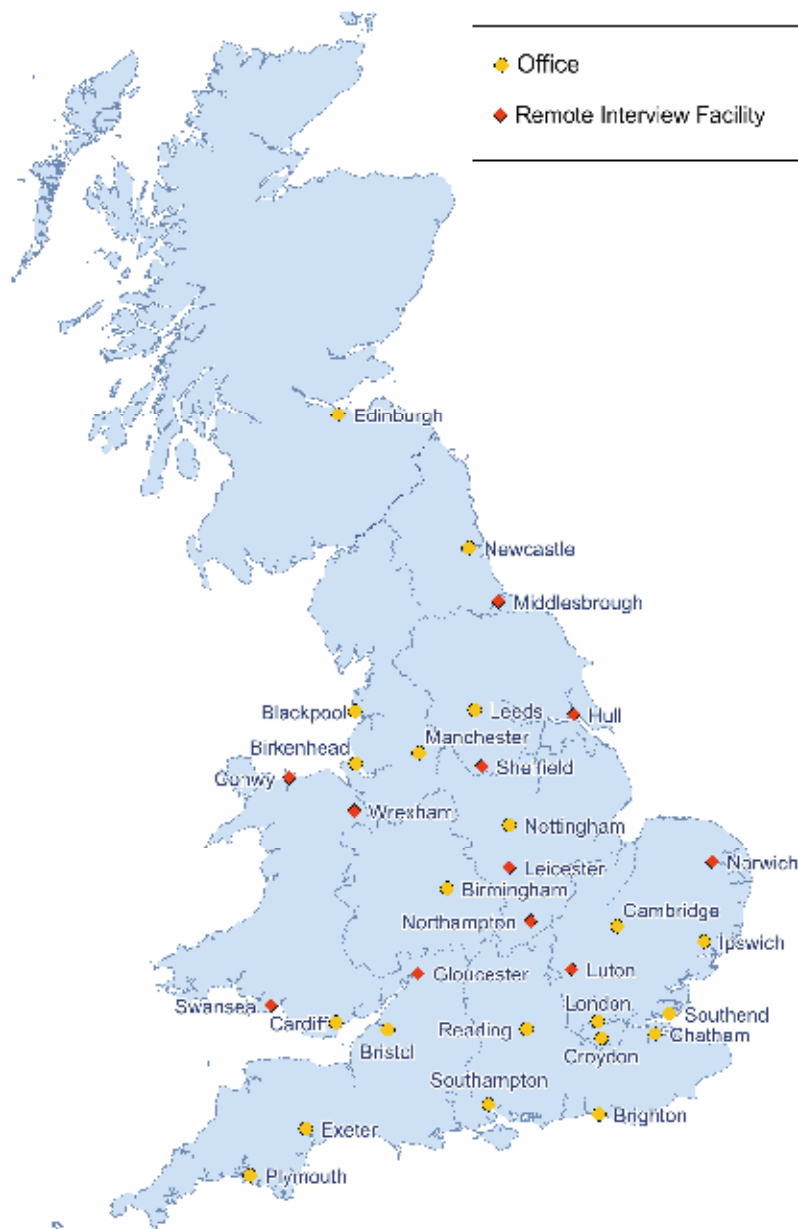 Office
Remote Interview Facility
Edinburgh
Newcastle
Middlesbrough
Blackpool
Leeds
Hull
Manchester
Birkenhead
Sheffield
Conwy
Wrexham
Nottingham
Norwich
Leicester
Birmingham
Cambridge
Northampton
Ipswich
Gloucester
Luton
Swansea
London
Southend
Cardiff
Reading
Chatham
Bristol
Croydon
Southampton
Brighton
Exeter
Plymouth